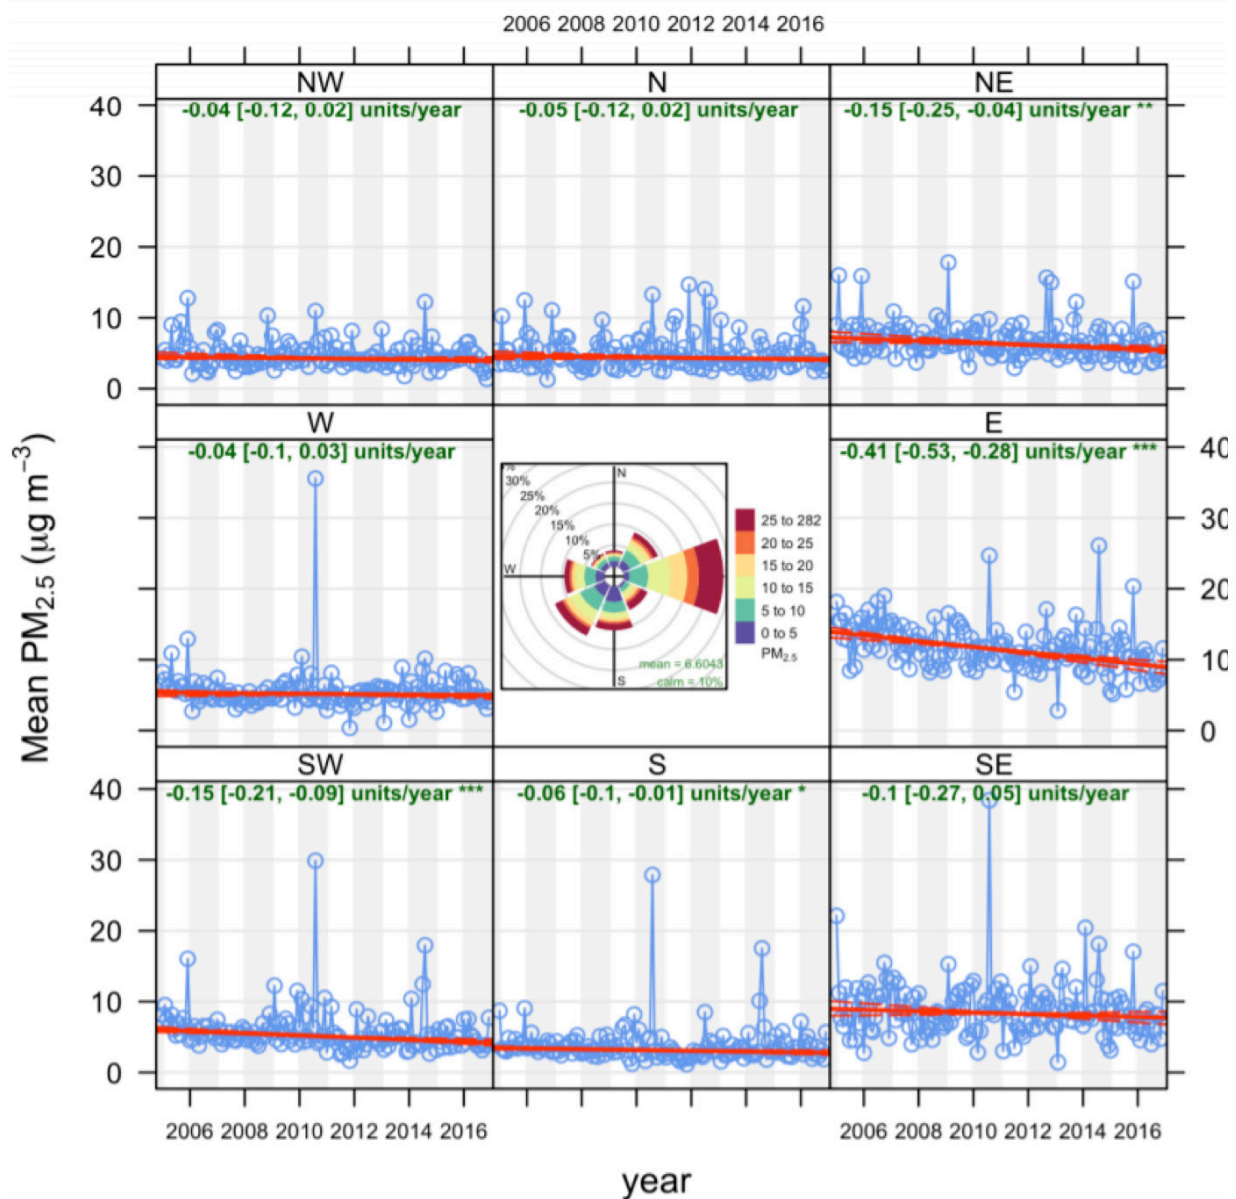 2006 2008 2010 2012 2014 2016
NW
N
NE
-0.04 [-0.12, 0.02] units/year
-0.05 [-0.12, 0.02] units/year
-0.15 [-0.25, -0.04] units/year **
40
30
20
10
0
W
E
-0.04 [-0.1, 0.03] units/year
-0.41 [-0.53, -0.28] units/year ***
40
30
20
10
0
N
30%
25%
20%
15%
10%
5%
W
S
mean = 6.6043
calm = 10%
25 to 282
20 to 25
15 to 20
10 to 15
5 to 10
0 to 5
PM2.5
Mean PM2.5 (μg m−3)
SW
S
SE
-0.15 [-0.21, -0.09] units/year ***
-0.06 [-0.1, -0.01] units/year *
-0.1 [-0.27, 0.05] units/year
40
30
20
10
0
2006 2008 2010 2012 2014 2016
2006 2008 2010 2012 2014 2016
year